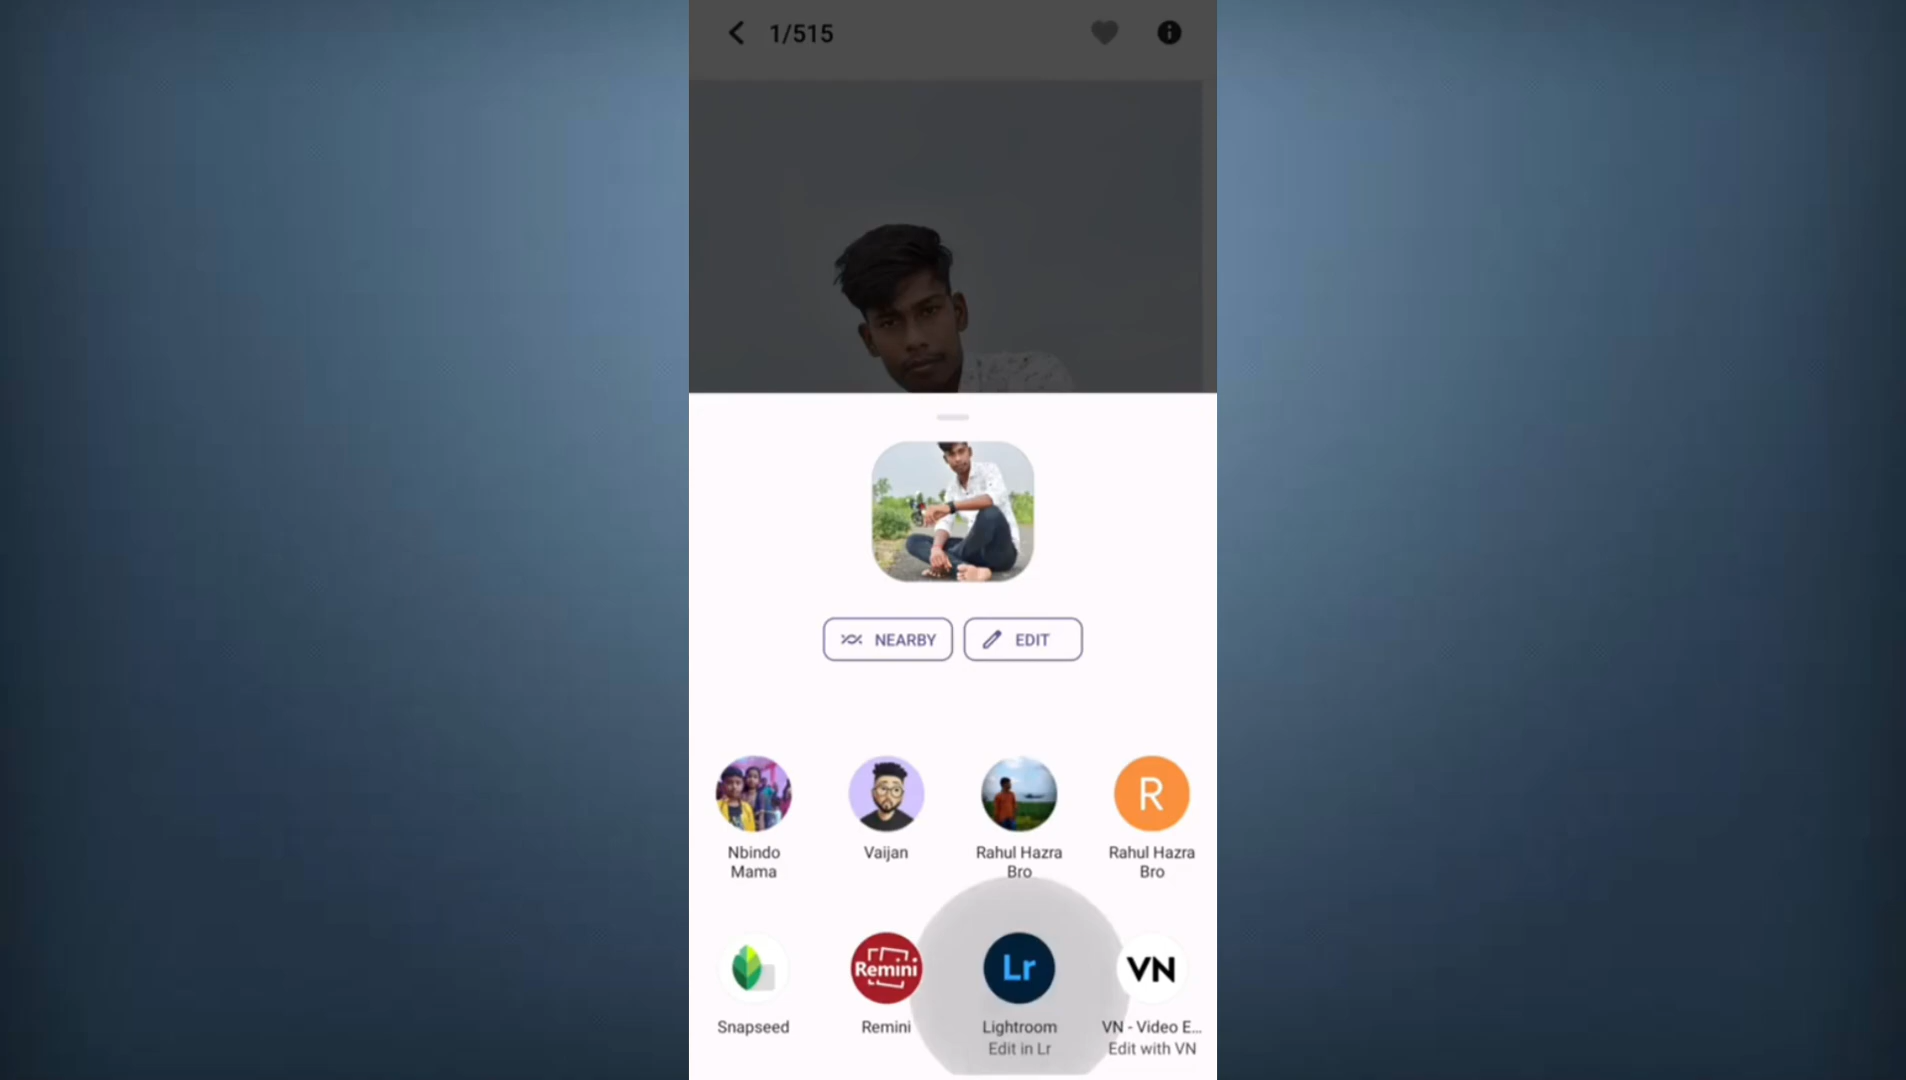 1/515
NEARBY
EDIT
Nbindo
Mama
Vaijan
Rahul Hazra
Bro
R
Rahul Hazra
Bro
Snapseed
Remini
Remini
Lr
Lightroom
Edit in Lr
VN
VN - Video E...
Edit with VN